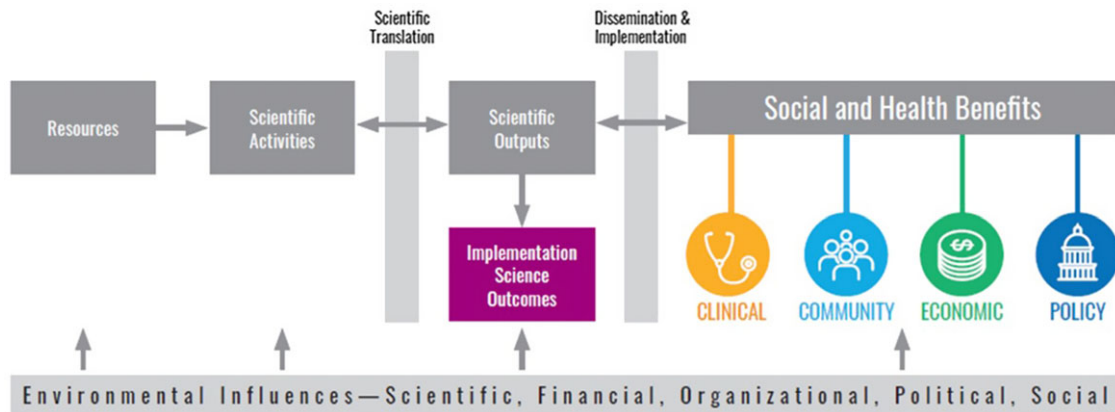 Scientific
Translation
Dissemination &
Implementation
Resources
Scientific
Activities
Scientific
Outputs
Social and Health Benefits
Implementation
Science
Outcomes
CLINICAL
COMMUNITY
ECONOMIC
POLICY
Environmental Influences—Scientific, Financial, Organizational, Political, Social